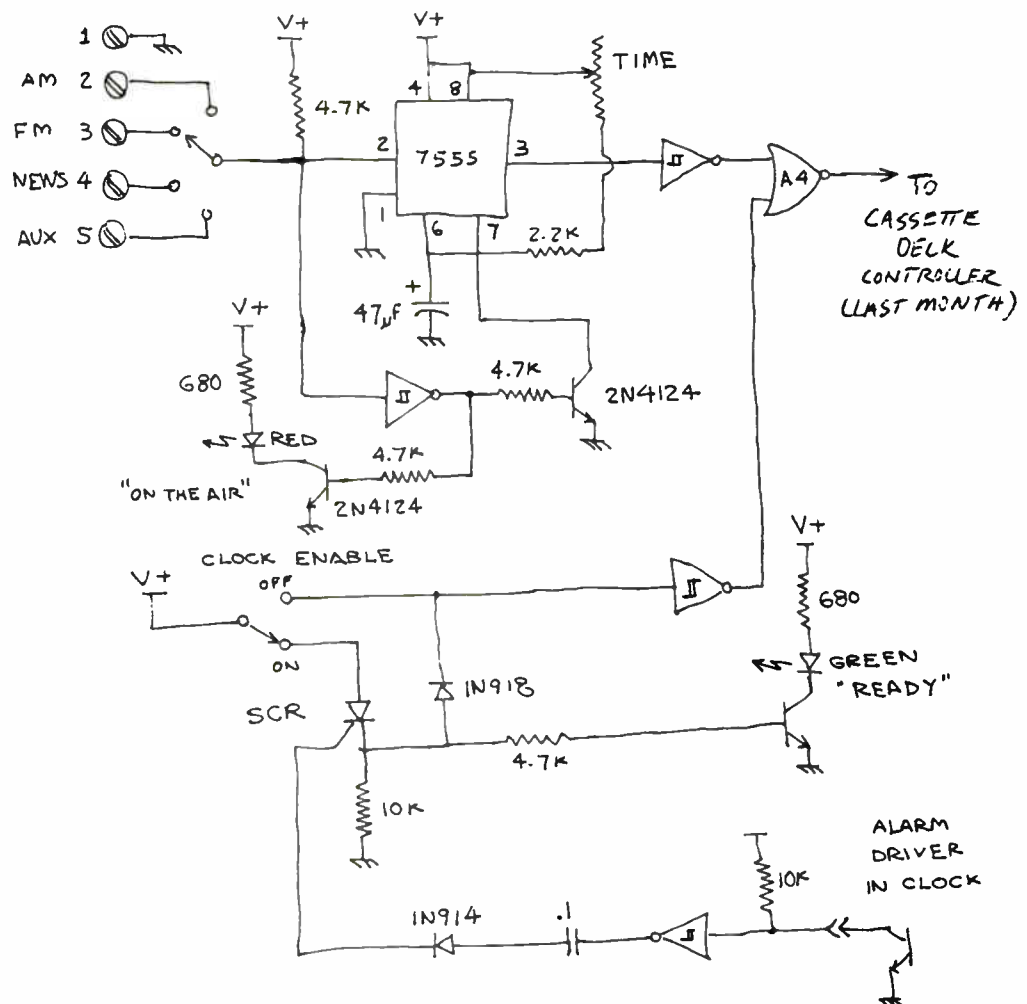 1
AM 2
FM 3
NEWS 4
AUX 5
V+
4.7K
V+
4 8
TIME
2 7555 3
1
6 7
2.2K
+
47µF
A4
TO
CASSETTE
DECK
CONTROLLER
(LAST MONTH)
V+
680
RED
"ON THE AIR"
4.7K
2N4124
4.7K
2N4124
CLOCK ENABLE
V+
OFF
ON
SCR
1N918
10K
4.7K
V+
680
GREEN
"READY"
ALARM
DRIVER
IN CLOCK
10K
.1
1N914